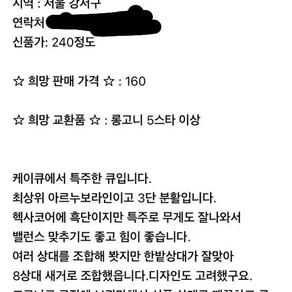 지역 : 서울 강서구
연락처
신품가: 240정도
☆ 희망 판매 가격 ☆ : 160
☆ 희망 교환품 ☆ : 롱고니 5스타 이상
케이큐에서 특주한 큐입니다.
최상위 아르누보라인이고 3단 분활입니다.
헥사코어에 흑단이지만 특주로 무게도 잘나와서
밸런스 맞추기도 좋고 힘이 좋습니다.
여러 상대를 조합해 봣지만 한밭상대가 잘맞아
8상대 새거로 조합했읍니다.디자인도 고려했구요.